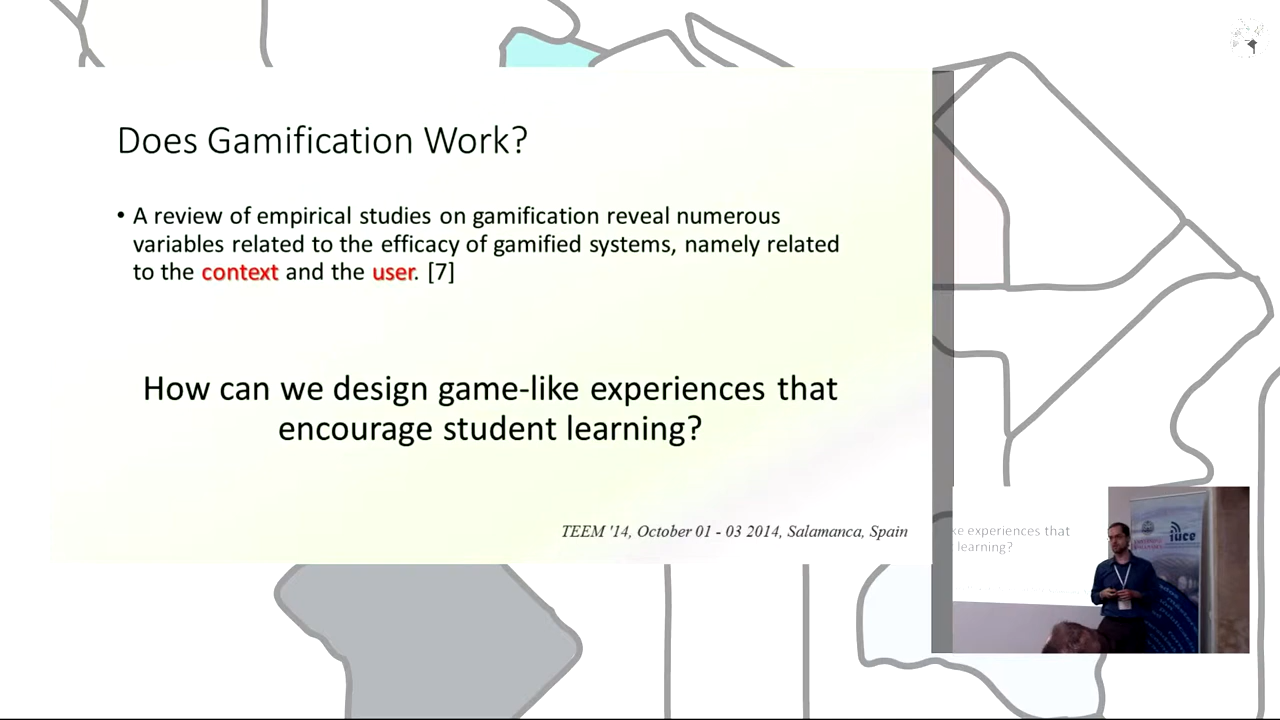 Does Gamification Work?
• A review of empirical studies on gamification reveal numerous
variables related to the efficacy of gamified systems, namely related
to the context and the user. [7]
How can we design game-like experiences that
encourage student learning?
TEEM '14, October 01 - 03 2014, Salamanca, Spain
ke experiences that
learning?
iuce